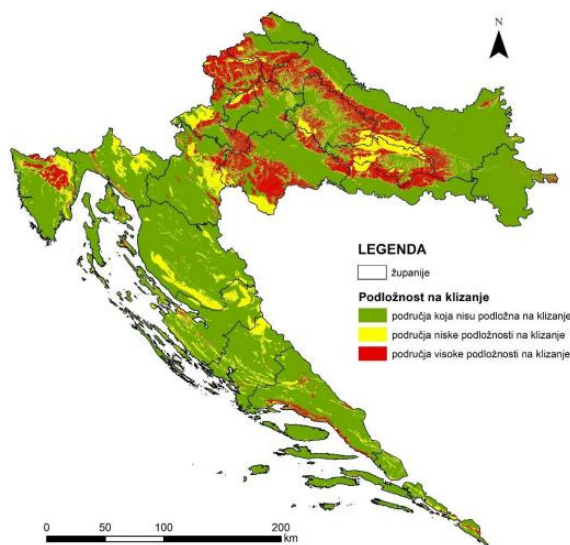 N
LEGENDA
županije
Podložnost na klizanje
područja koja nisu podložna na klizanje
područja niske podložnosti na klizanje
područja visoke podložnosti na klizanje
0 50 100 200
km